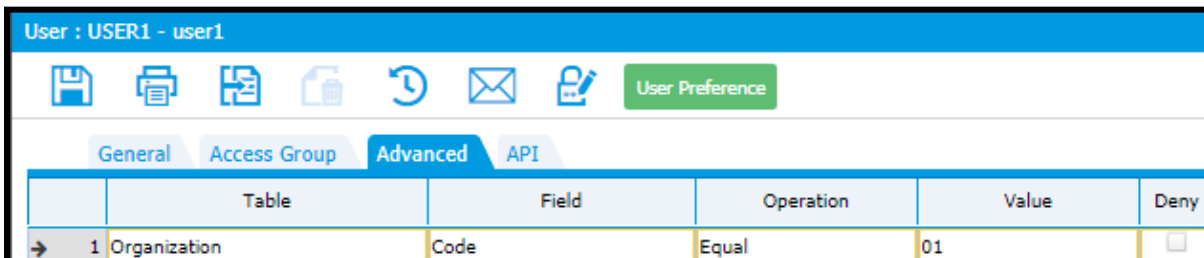 User : USER1 - user1
User Preference
General Access Group Advanced API
Table Field Operation Value Deny
1 Organization Code Equal 01